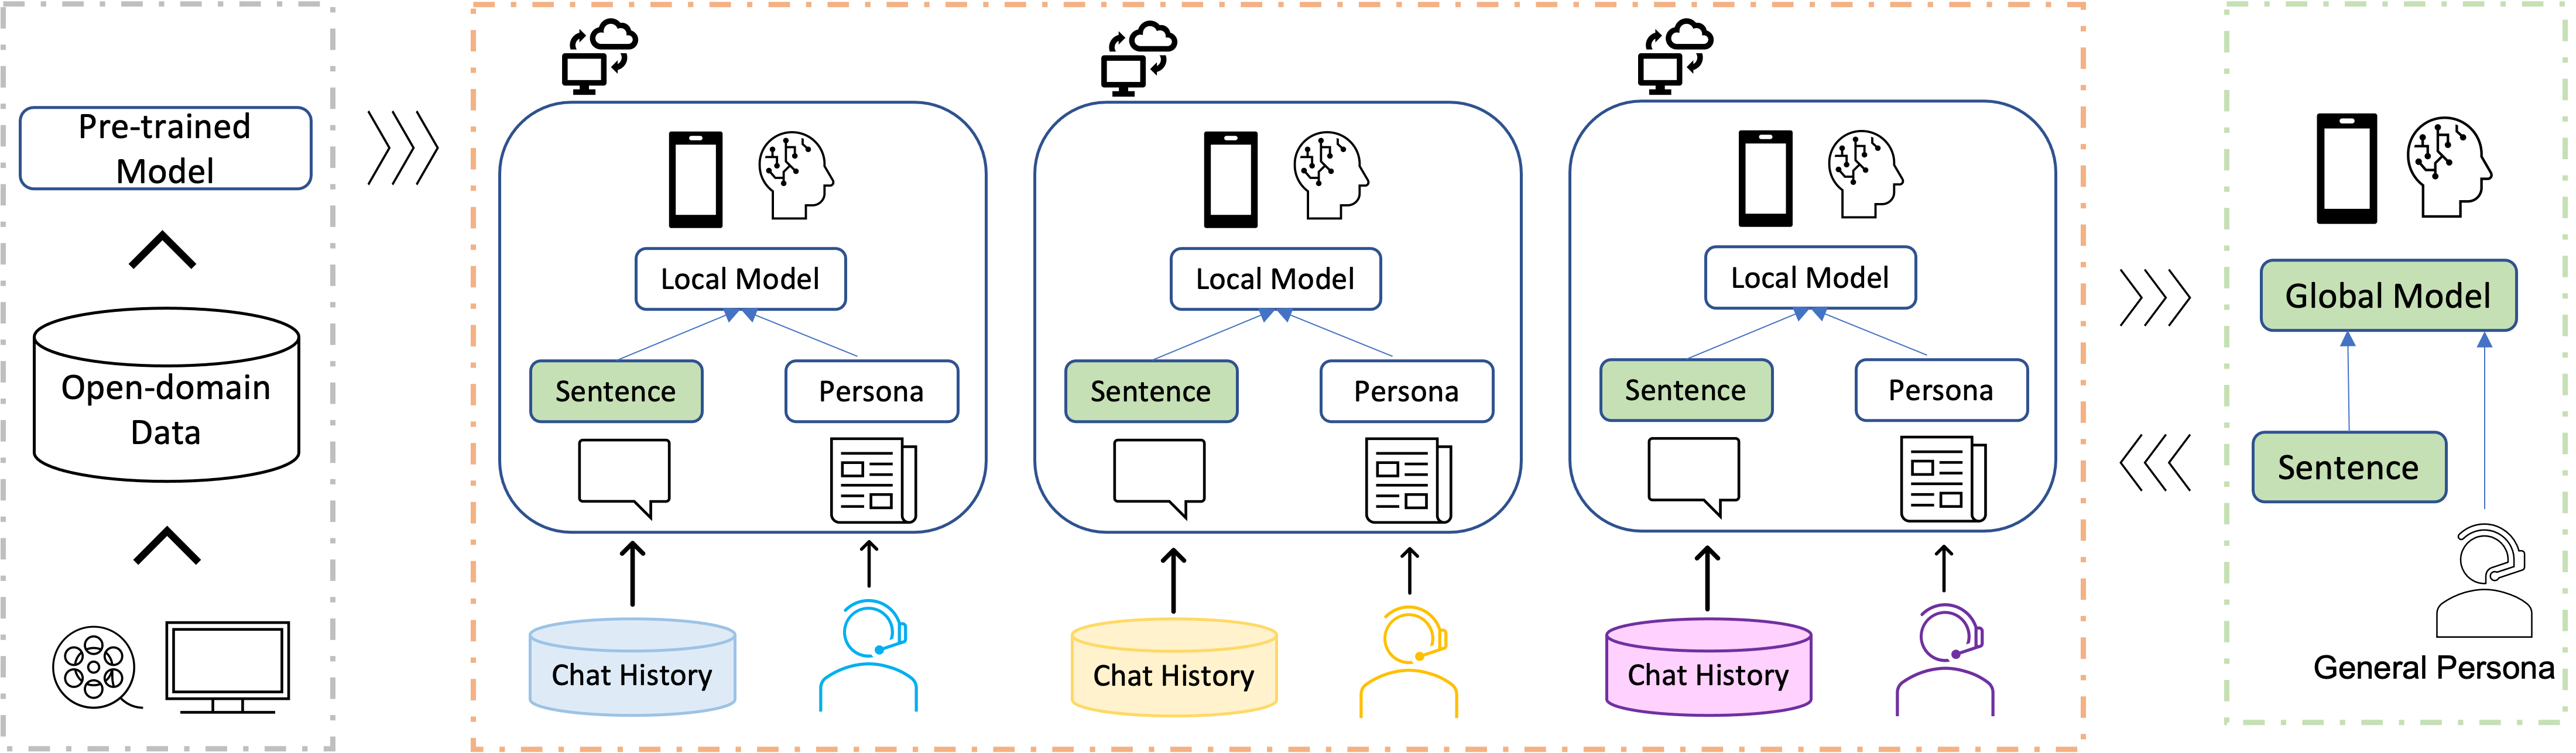 Pre-trained
Model
Open-domain
Data
Local Model
Sentence
Persona
Chat History
Local Model
Sentence
Persona
Chat History
Local Model
Sentence
Persona
Chat History
Global Model
Sentence
General Persona